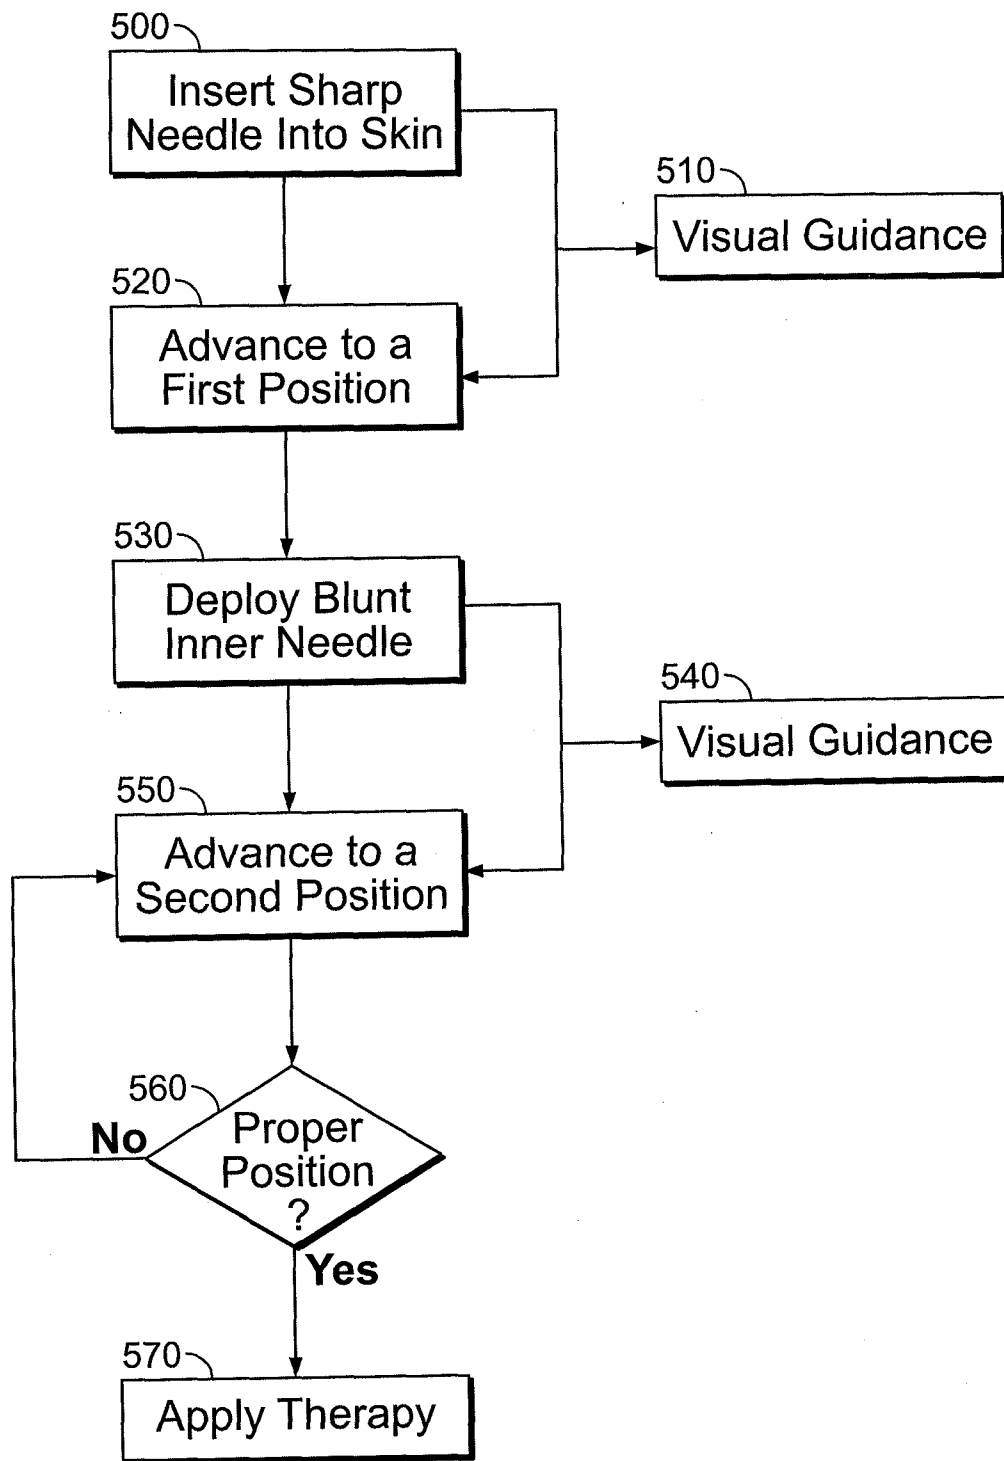 500
Insert Sharp
Needle Into Skin
510
Visual Guidance
520
Advance to a
First Position
530
Deploy Blunt
Inner Needle
540
Visual Guidance
550
Advance to a
Second Position
560
No
Proper
Position
?
Yes
570
Apply Therapy